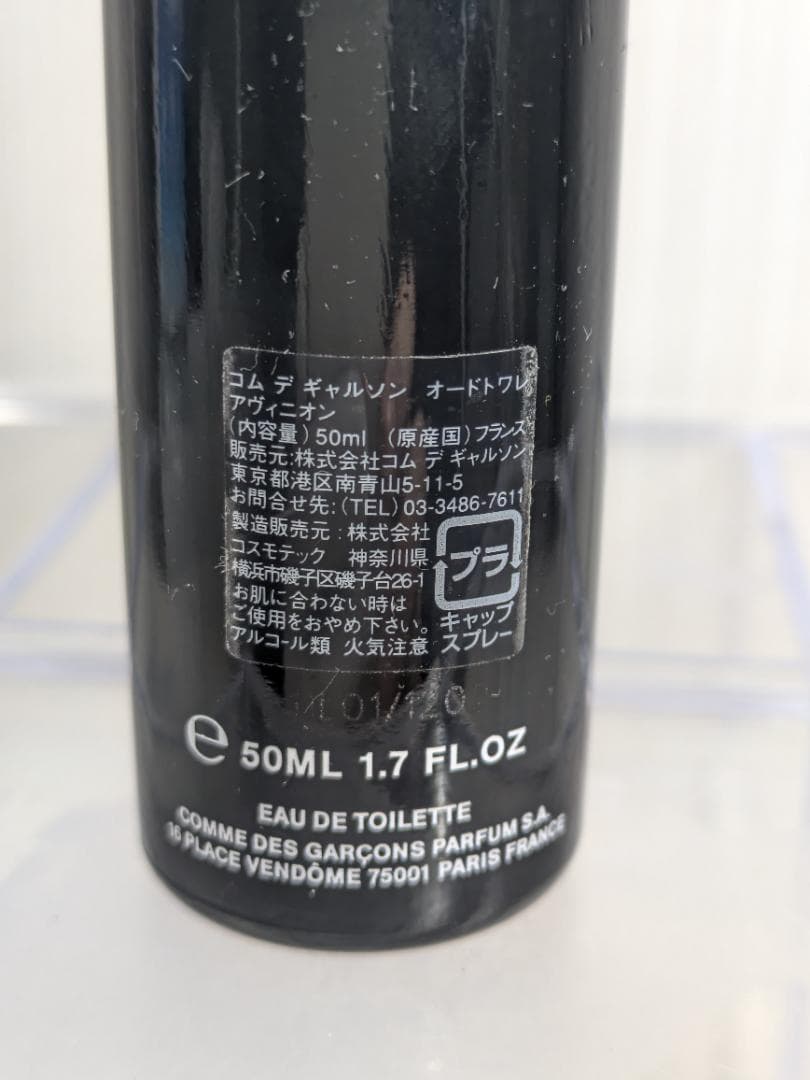 コム デ ギャルソン オードトワレ
アヴィニオン
(内容量) 50ml (原産国) フランス
販売元:株式会社コム デ ギャルソン
東京都港区南青山5-11-5
お問合せ先:(TEL) 03-3486-7611
製造販売元:株式会社
コスモテック 神奈川県
横浜市磯子区磯子台26-1
お肌に合わない時は
ご使用をおやめ下さい。
アルコール類 火気注意
プラ
キャップ
スプレー
e 50ML 1.7 FL.OZ
EAU DE TOILETTE
COMME DES GARÇONS PARFUM S.A.
16 PLACE VENDÔME 75001 PARIS FRANCE